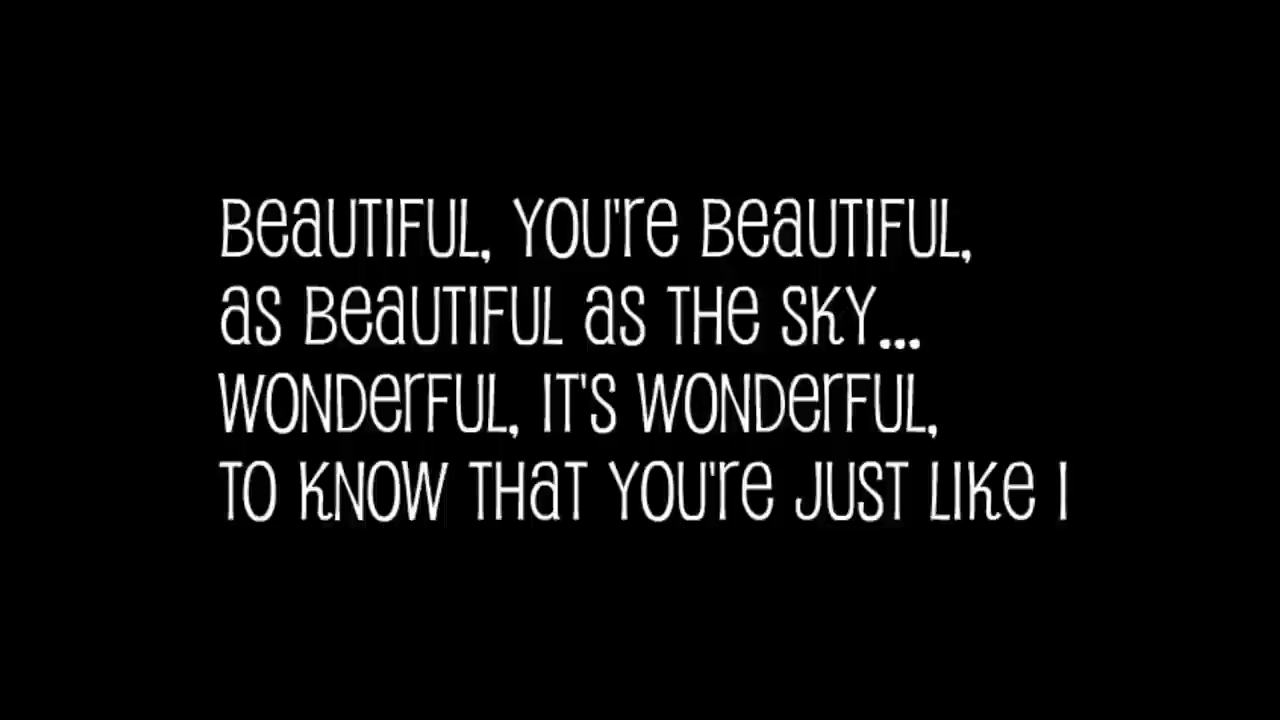 BeaUTIFUL, YOU're BeaUTIFUL,
as BeaUTIFUL as THe SKY...
WONDerFUL, IT'S WONDerFUL,
TO KNOW THaT YOU're JUST LIKe I